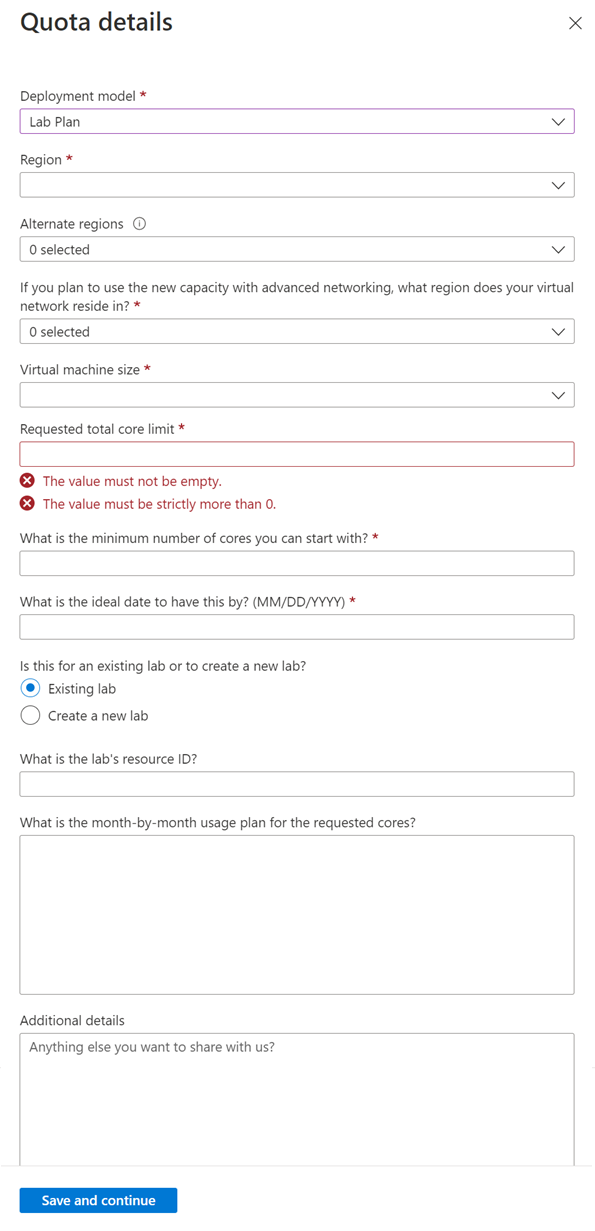 Quota details
Deployment model *
Lab Plan
Region *
Alternate regions
0 selected
If you plan to use the new capacity with advanced networking, what region does your virtual
network reside in? *
0 selected
Virtual machine size *
Requested total core limit *
The value must not be empty.
The value must be strictly more than 0.
What is the minimum number of cores you can start with? *
What is the ideal date to have this by? (MM/DD/YYYY) *
Is this for an existing lab or to create a new lab?
Existing lab
Create a new lab
What is the lab's resource ID?
What is the month-by-month usage plan for the requested cores?
Additional details
Anything else you want to share with us?
Save and continue